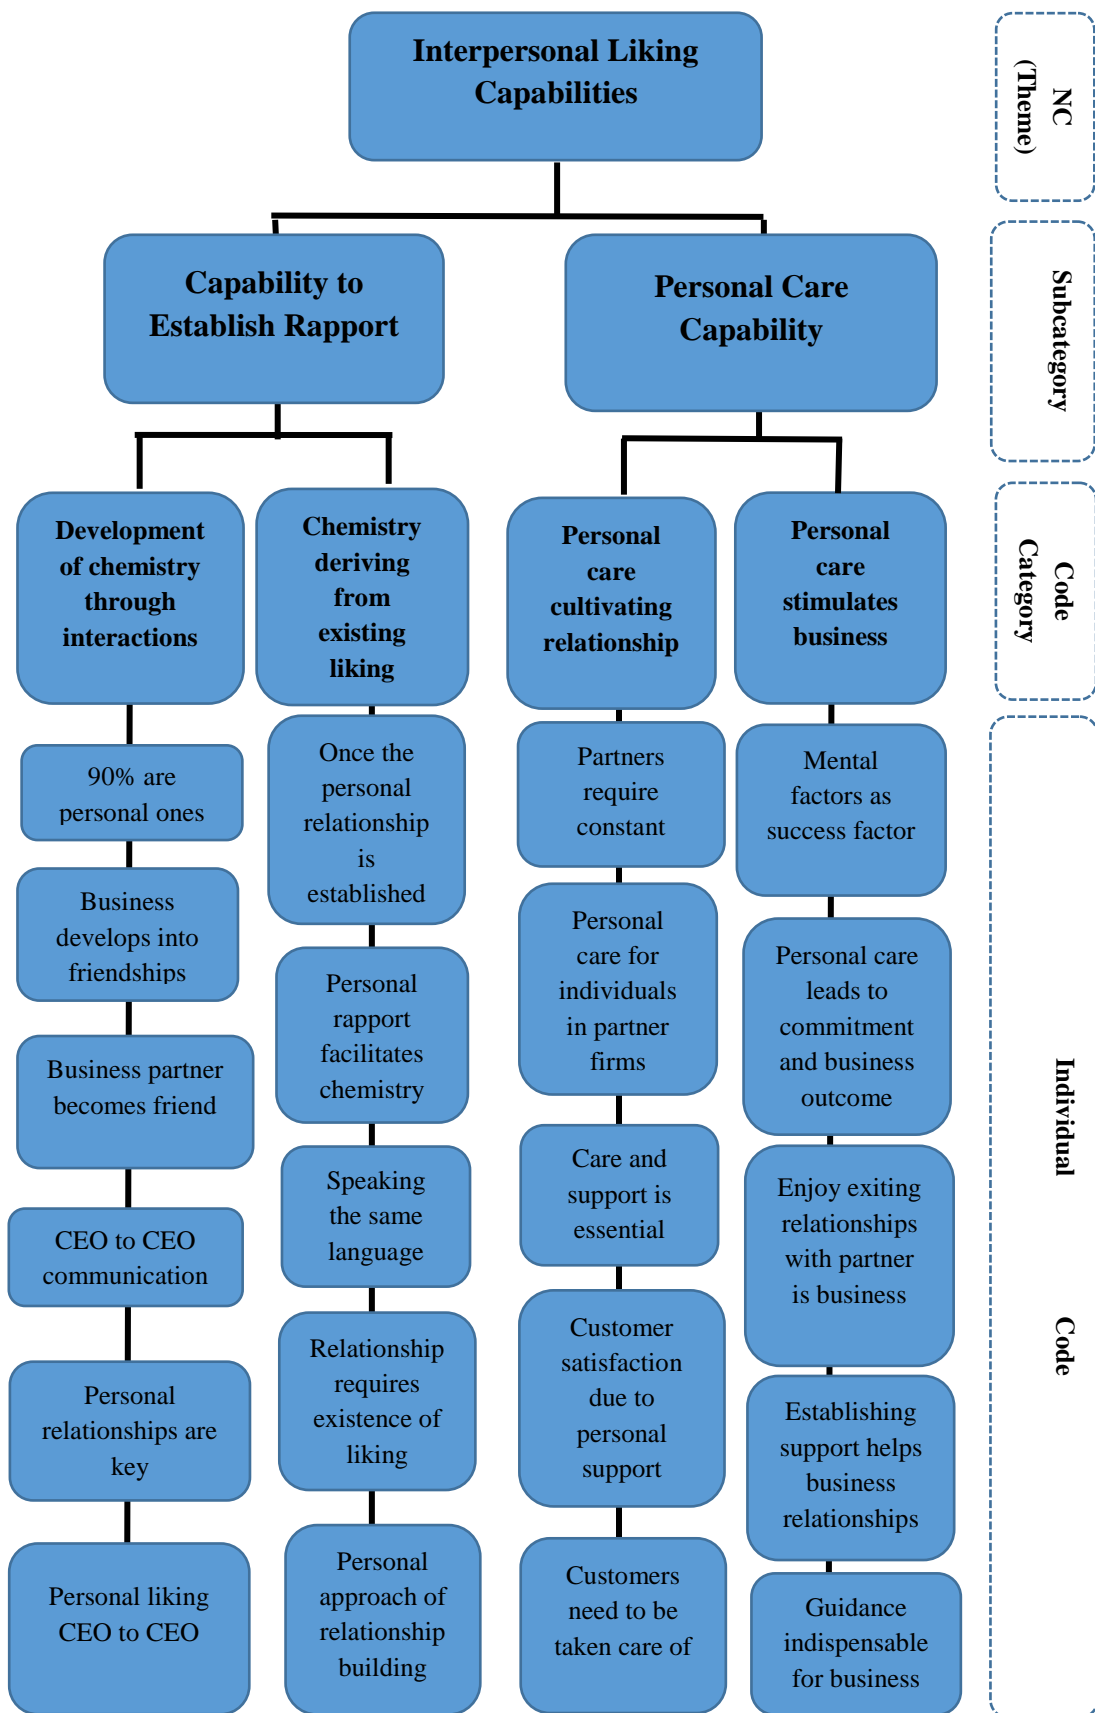 Interpersonal Liking
Capabilities
NC
(Theme)
Capability to
Establish Rapport
Personal Care
Capability
Subcategory
Development
of chemistry
through
interactions
Chemistry
deriving
from
existing
liking
Personal
care
cultivating
relationship
Personal
care
stimulates
business
Code
Category
90% are
personal ones
Business
develops into
friendships
Business partner
becomes friend
CEO to CEO
communication
Personal
relationships are
key
Personal liking
CEO to CEO
Once the
personal
relationship
is
established
Personal
rapport
facilitates
chemistry
Speaking
the same
language
Relationship
requires
existence of
liking
Personal
approach of
relationship
building
Partners
require
constant
Personal
care for
individuals
in partner
firms
Care and
support is
essential
Customer
satisfaction
due to
personal
support
Customers
need to be
taken care of
Mental
factors as
success factor
Personal care
leads to
commitment
and business
outcome
Enjoy exiting
relationships
with partner
is business
Establishing
support helps
business
relationships
Guidance
indispensable
for business
Individual Code